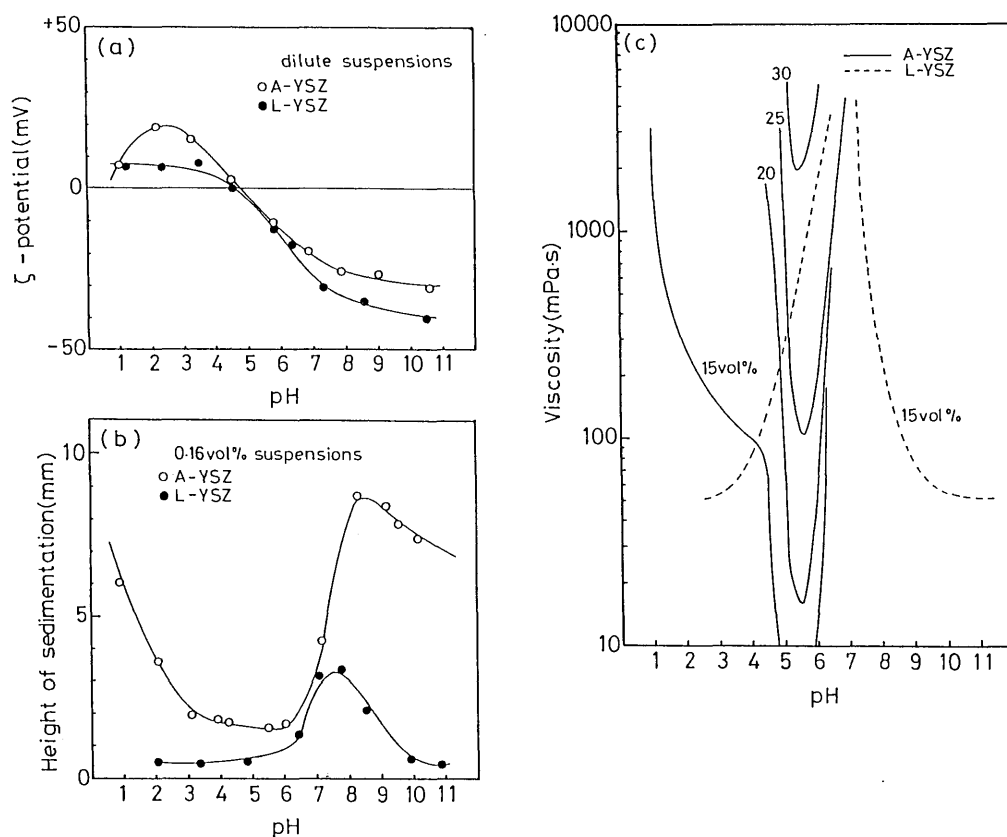 (a)
dilute suspensions
A-YSZ
L-YSZ
+50
0
-50
ζ-potential(mV)
1 2 3 4 5 6 7 8 9 10 11
pH
(b)
0·16vol% suspensions
A-YSZ
L-YSZ
10
5
0
Height of sedimentation(mm)
1 2 3 4 5 6 7 8 9 10 11
pH
(c)
A-YSZ
L-YSZ
30
25
20
15vol%
15vol%
10000
1000
100
10
Viscosity(mPa·s)
1 2 3 4 5 6 7 8 9 10 11
pH